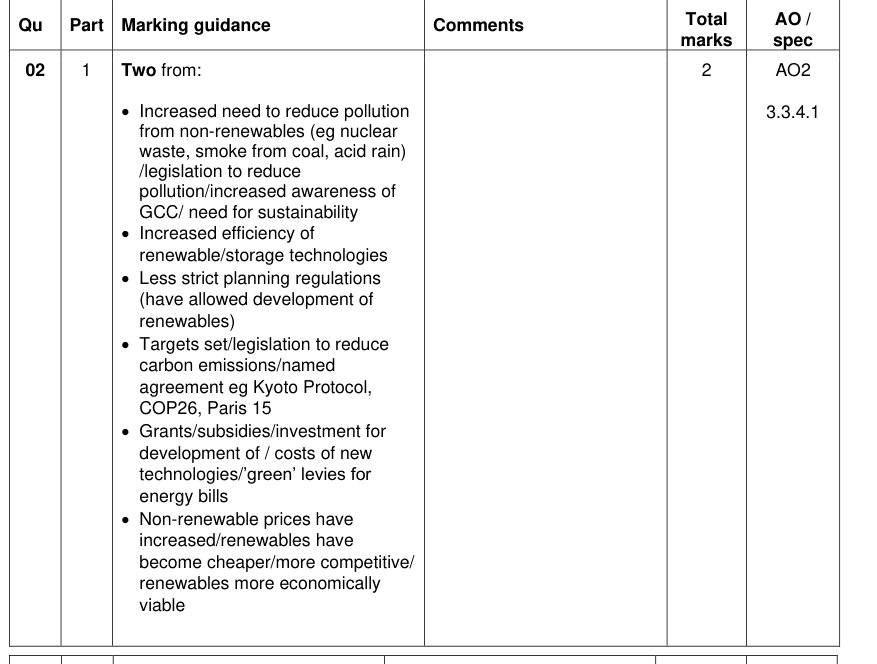 Qu Part Marking guidance Comments Total marks AO / spec
02 1 Two from: 2 AO2
• Increased need to reduce pollution 3.3.4.1
from non-renewables (eg nuclear
waste, smoke from coal, acid rain)
/legislation to reduce
pollution/increased awareness of
GCC/ need for sustainability
• Increased efficiency of
renewable/storage technologies
• Less strict planning regulations
(have allowed development of
renewables)
• Targets set/legislation to reduce
carbon emissions/named
agreement eg Kyoto Protocol,
COP26, Paris 15
• Grants/subsidies/investment for
development of / costs of new
technologies/’green’ levies for
energy bills
• Non-renewable prices have
increased/renewables have
become cheaper/more competitive/
renewables more economically
viable